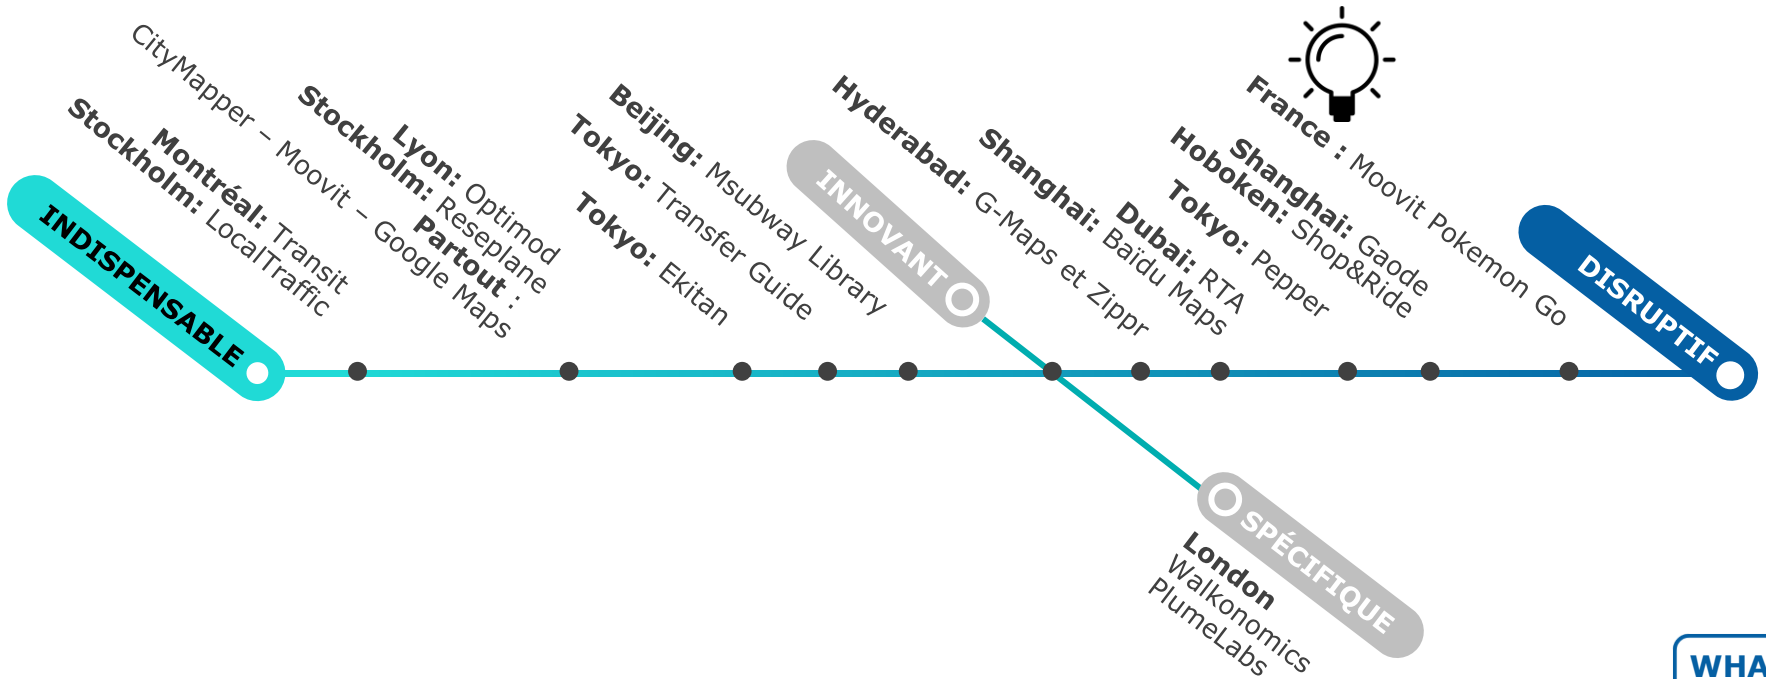 INDISPENSABLE
Montréal: Transit
Stockholm: LocalTraffic
Lyon: Optimod
Stockholm: Reseplane
Partout :
CityMapper – Moovit – Google Maps
Tokyo: Ekitan
Tokyo: Transfer Guide
Beijing: Msubway Library
INNOVANT
Hyderabad: G-Maps et Zippr
Shanghai: Baïdu Maps
Dubai: RTA
Tokyo: Pepper
Shanghai: Gaode
Hoboken: Shop&Ride
France : Moovit Pokemon Go
DISRUPTIF
SPÉCIFIQUE
London
Walkonomics
PlumeLabs
WHA